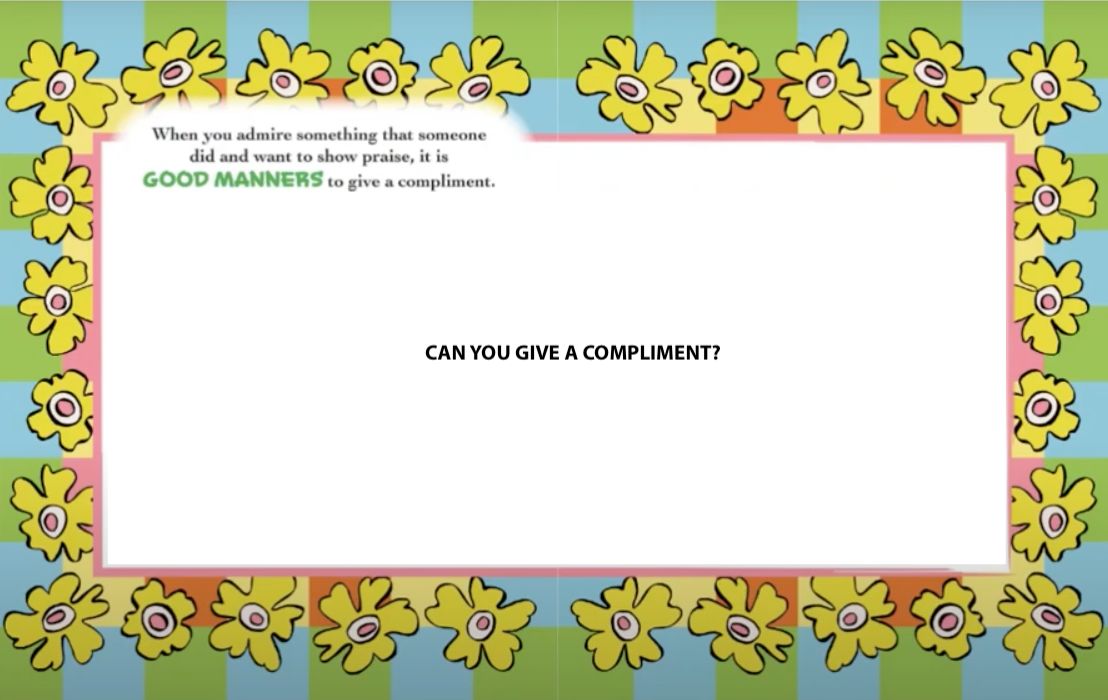 When you admire something that someone
did and want to show praise, it is
GOOD MANNERS to give a compliment.
CAN YOU GIVE A COMPLIMENT?